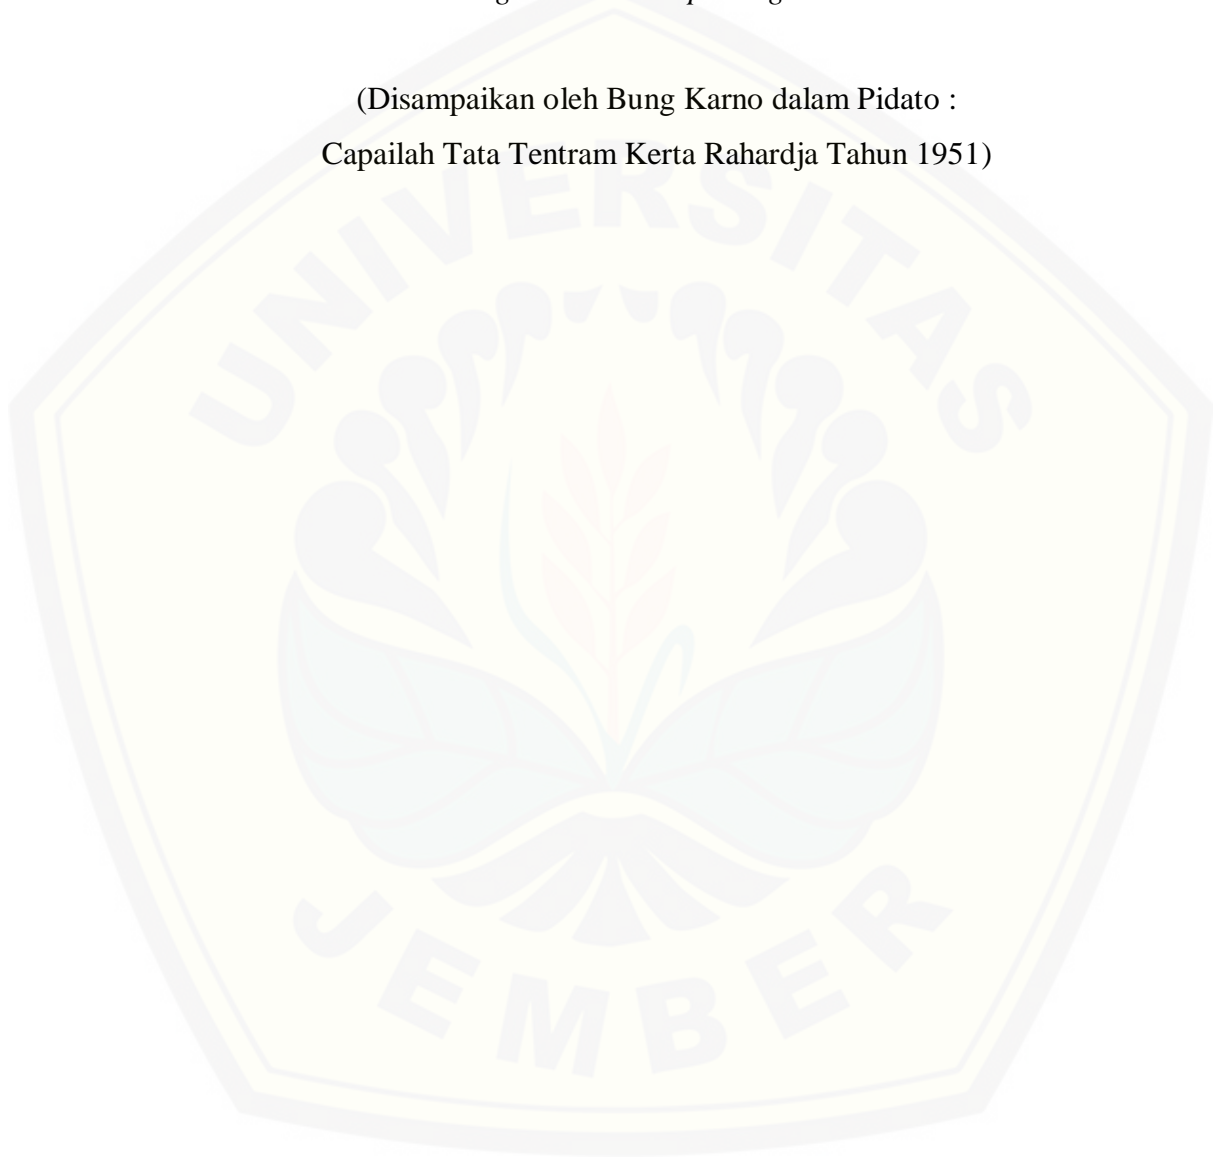 (Disampaikan oleh Bung Karno dalam Pidato :
Capailah Tata Tentram Kerta Rahardja Tahun 1951)
UNIVERSITAS
JEMBER